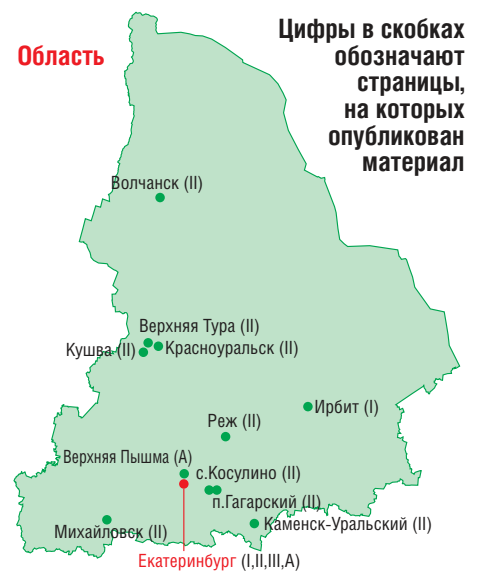 Цифры в скобках
обозначают
страницы,
на которых
опубликован
материал
Область
Волчанск (II)
Верхняя Тура (II)
Кушва (II)
Красноуральск (II)
Ирбит (I)
Реж (II)
Верхняя Пышма (А)
с.Косулино (II)
п.Гагарский (II)
Каменск-Уральский (II)
Михайловск (II)
Екатеринбург (I,II,III,А)